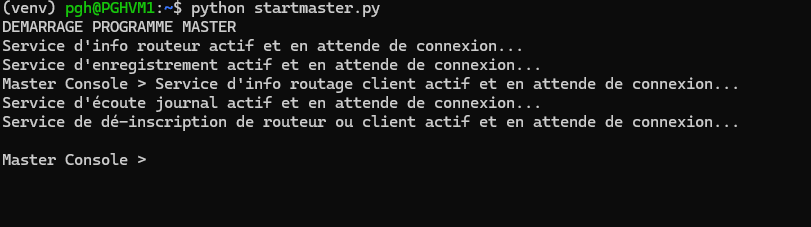 (venv) pgh@PGHVM1:~$ python startmaster.py
DEMARRAGE PROGRAMME MASTER
Service d'info routeur actif et en attende de connexion...
Service d'enregistrement actif et en attende de connexion...
Master Console > Service d'info routage client actif et en attende de connexion...
Service d'écoute journal actif et en attende de connexion...
Service de dé-inscription de routeur ou client actif et en attende de connexion...
Master Console >